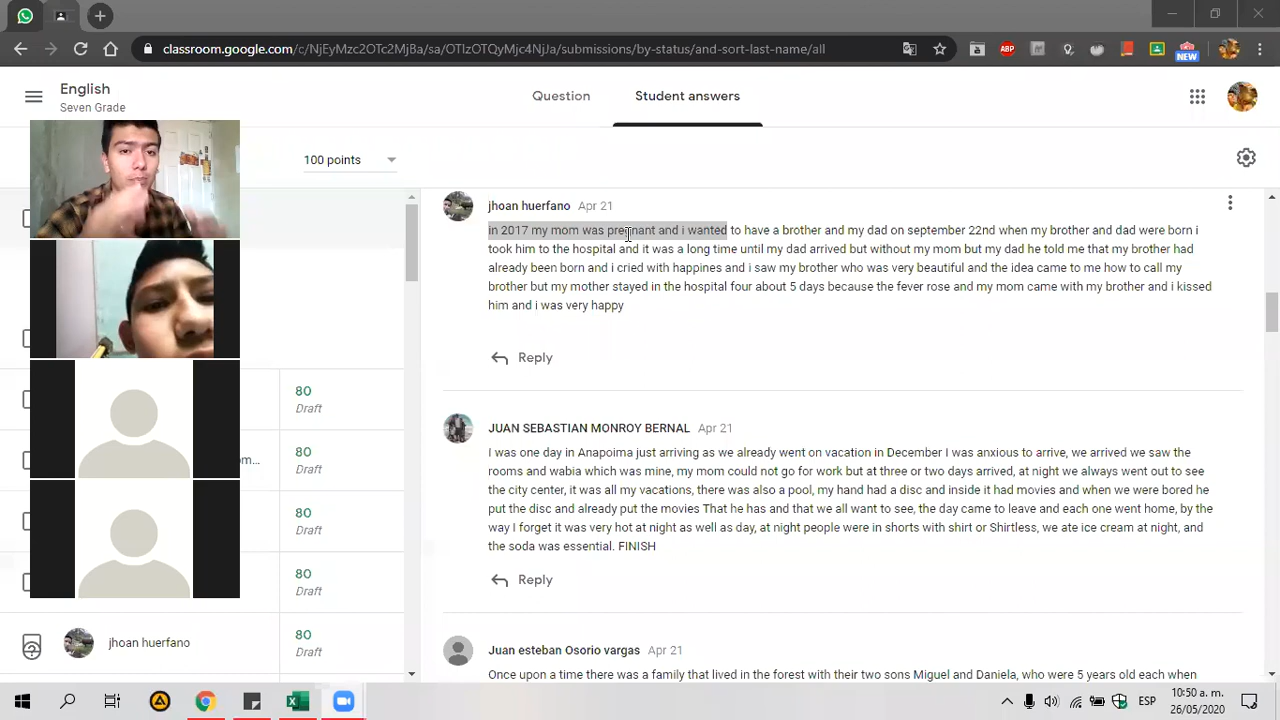 classroom.google.com/c/NjEyMzc2OTc2MjBa/sa/OTIzOTQyMjc4NjJa/submissions/by-status/and-sort-last-name/all
ABP
NEW
English
Seven Grade
Question
Student answers
100 points
jhoan huerfano Apr 21
in 2017 my mom was pregnant and i wanted to have a brother and my dad on september 22nd when my brother and dad were born i
took him to the hospital and it was a long time until my dad arrived but without my mom but my dad he told me that my brother had
already been born and i cried with happines and i saw my brother who was very beautiful and the idea came to me how to call my
brother but my mother stayed in the hospital four about 5 days because the fever rose and my mom came with my brother and i kissed
him and i was very happy
Reply
JUAN SEBASTIAN MONROY BERNAL Apr 21
I was one day in Anapoima just arriving as we already went on vacation in December I was anxious to arrive, we arrived we saw the
rooms and wabia which was mine, my mom could not go for work but at three or two days arrived, at night we always went out to see
the city center, it was all my vacations, there was also a pool, my hand had a disc and inside it had movies and when we were bored he
put the disc and already put the movies That he has and that we all want to see, the day came to leave and each one went home, by the
way I forget it was very hot at night as well as day, at night people were in shorts with shirt or Shirtless, we ate ice cream at night, and
the soda was essential. FINISH
Reply
Juan esteban Osorio vargas Apr 21
Once upon a time there was a family that lived in the forest with their two sons Miguel and Daniela, who were 5 years old each when
80
Draft
om...
80
Draft
80
Draft
80
Draft
jhoan huerfano
80
Draft
ESP
10:50 a. m.
26/05/2020